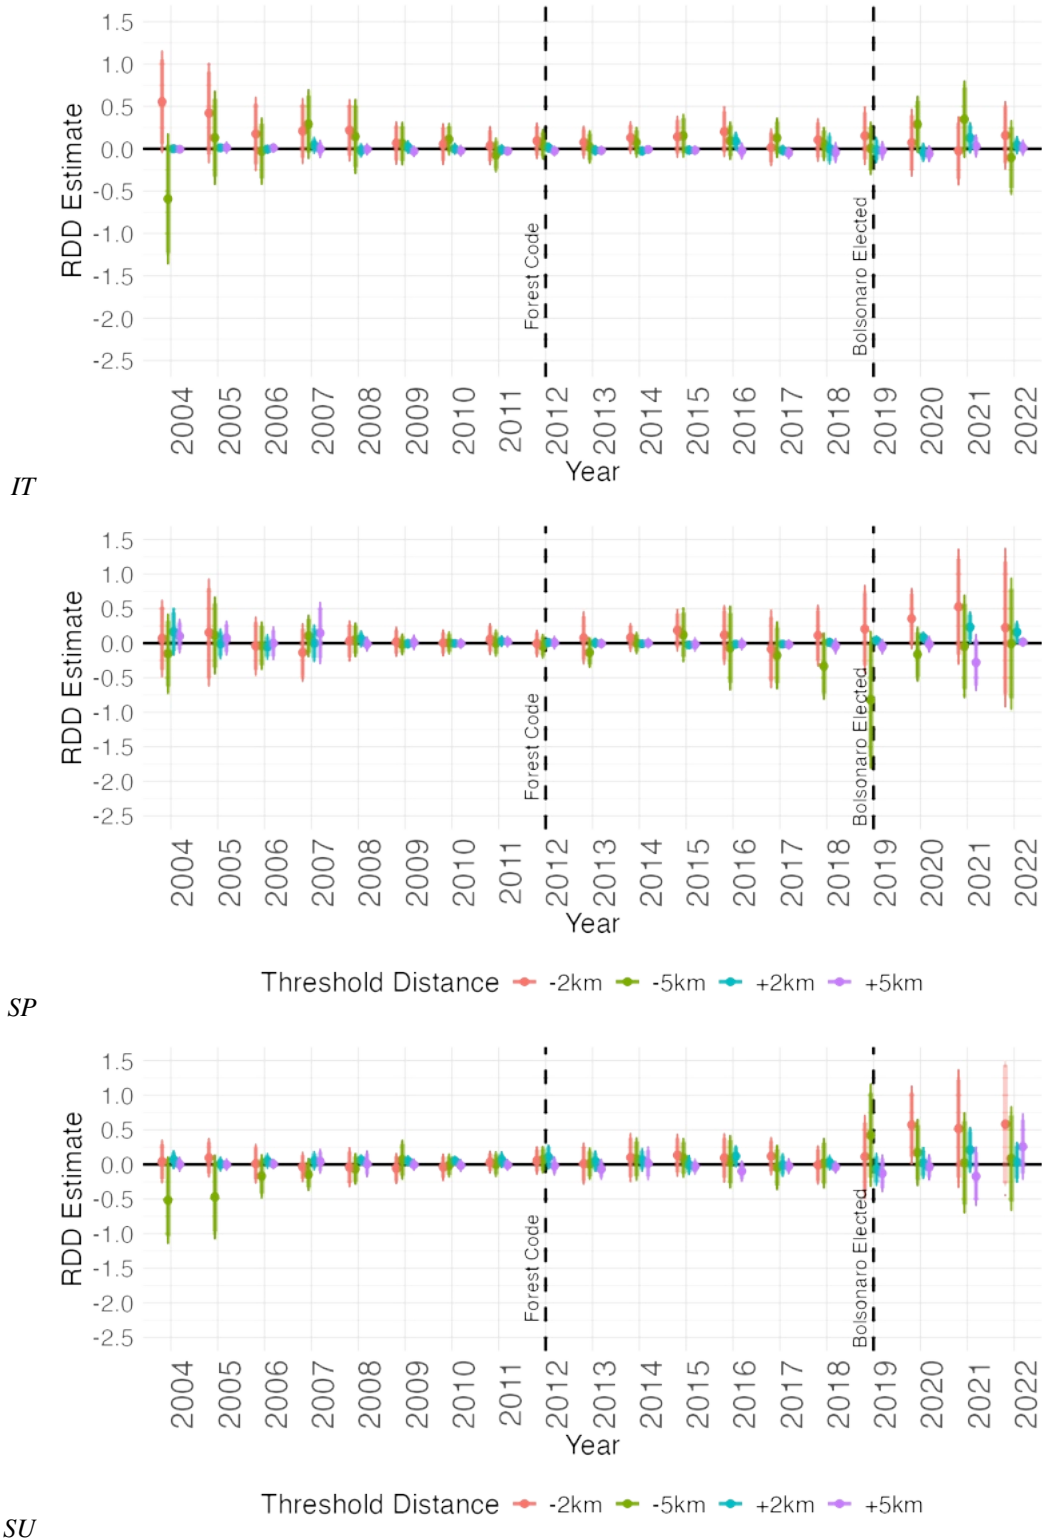 1.5
1.0
0.5
0.0
-0.5
-1.0
-1.5
-2.0
-2.5
RDD Estimate
Forest Code
Bolsonaro Elected
2004 2005 2006 2007 2008 2009 2010 2011 2012 2013 2014 2015 2016 2017 2018 2019 2020 2021 2022
Year
IT
1.5
1.0
0.5
0.0
-0.5
-1.0
-1.5
-2.0
-2.5
RDD Estimate
Forest Code
Bolsonaro Elected
2004 2005 2006 2007 2008 2009 2010 2011 2012 2013 2014 2015 2016 2017 2018 2019 2020 2021 2022
Year
Threshold Distance -2km -5km +2km +5km
SP
1.5
1.0
0.5
0.0
-0.5
-1.0
-1.5
-2.0
-2.5
RDD Estimate
Forest Code
Bolsonaro Elected
2004 2005 2006 2007 2008 2009 2010 2011 2012 2013 2014 2015 2016 2017 2018 2019 2020 2021 2022
Year
Threshold Distance -2km -5km +2km +5km
SU